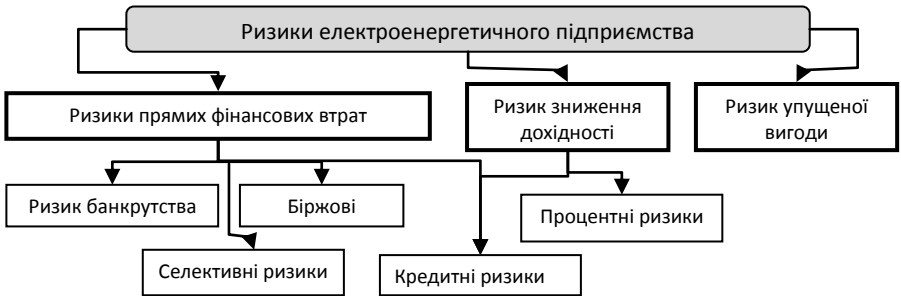 Ризики електроенергетичного підприємства
Ризики прямих фінансових втрат
Ризик зниження
дохідності
Ризик упущеної
вигоди
Ризик банкрутства
Біржові
Процентні ризики
Селективні ризики
Кредитні ризики